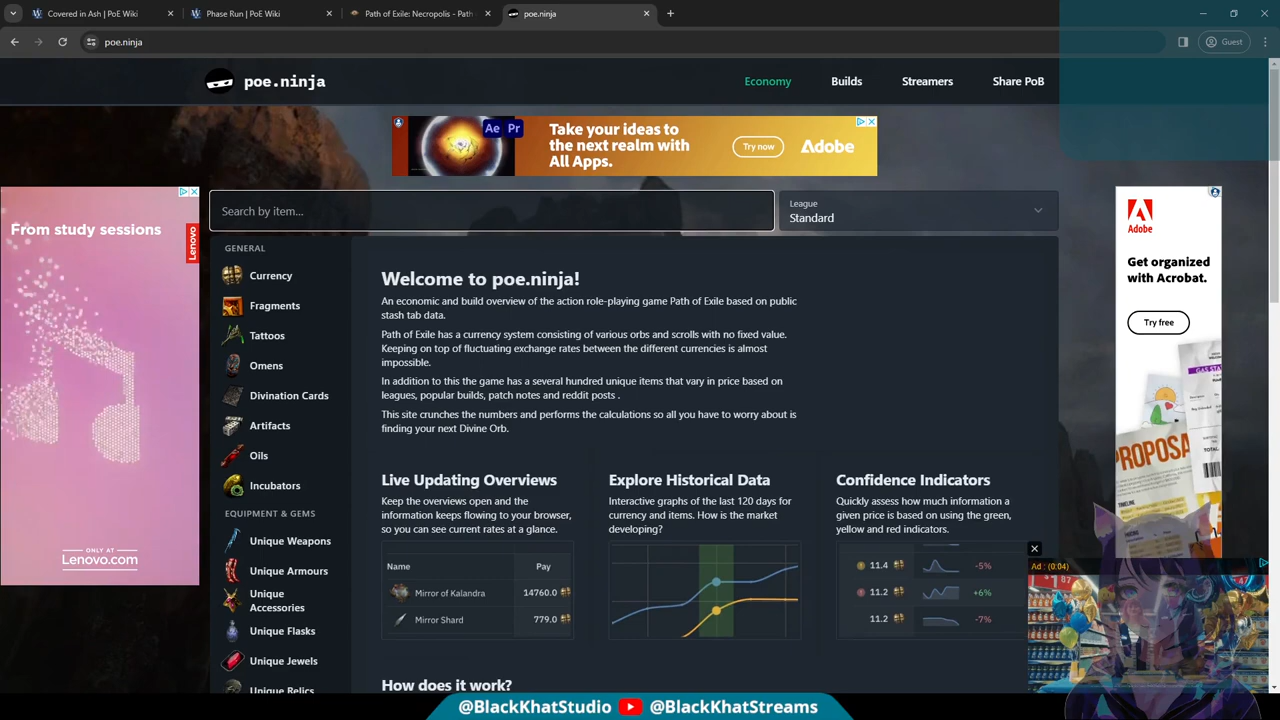 Covered in Ash | PoE Wiki
Phase Run | PoE Wiki
Path of Exile: Necropolis - Path
poe.ninja
poe.ninja
Guest
poe.ninja
Economy
Builds
Streamers
Share PoB
Ae Pr
Take your ideas to
the next realm with
All Apps.
Try now
Adobe
From study sessions
Lenovo
ONLY AT
Lenovo.com
Search by item...
League
Standard
GENERAL
Currency
Fragments
Tattoos
Omens
Divination Cards
Artifacts
Oils
Incubators
EQUIPMENT & GEMS
Unique Weapons
Unique Armours
Unique
Accessories
Unique Flasks
Unique Jewels
Unique Relics
Welcome to poe.ninja!
An economic and build overview of the action role-playing game Path of Exile based on public
stash tab data.
Path of Exile has a currency system consisting of various orbs and scrolls with no fixed value.
Keeping on top of fluctuating exchange rates between the different currencies is almost
impossible.
In addition to this the game has a several hundred unique items that vary in price based on
leagues, popular builds, patch notes and reddit posts .
This site crunches the numbers and performs the calculations so all you have to worry about is
finding your next Divine Orb.
Live Updating Overviews
Keep the overviews open and the
information keeps flowing to your browser,
so you can see current rates at a glance.
Name Pay
Mirror of Kalandra 14760.0
Mirror Shard 779.0
Explore Historical Data
Interactive graphs of the last 120 days for
currency and items. How is the market
developing?
Confidence Indicators
Quickly assess how much information a
given price is based on using the green,
yellow and red indicators.
11.4 -5%
11.2 +6%
11.2 -7%
How does it work?
Adobe
Get organized
with Acrobat.
Try free
PROPOSA
Ad : (0:04)
@BlackKhatStudio @BlackKhatStreams